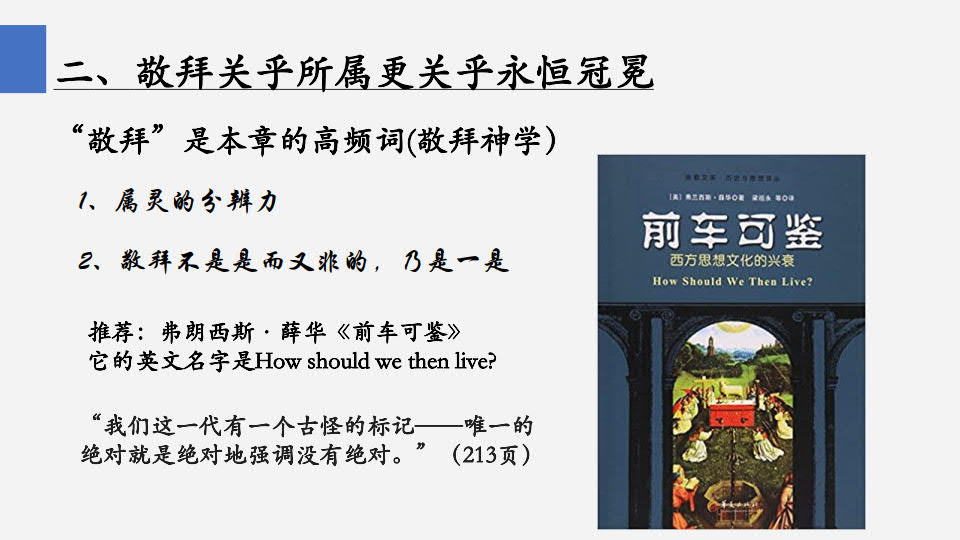 二、敬拜关乎所属更关乎永恒冠冕
“敬拜”是本章的高频词(敬拜神学）
1、属灵的分辨力
2、敬拜不是是而又非的，乃是一是
推荐：弗朗西斯·薛华《前车可鉴》
它的英文名字是How should we then live?
“我们这一代有一个古怪的标记——唯一的
绝对就是绝对地强调没有绝对。”（213页）
［美］弗兰西斯·薛华◎著 梁祖永 等◎译
前车可鉴
西方思想文化的兴衰
How Should We Then Live?
华夏出版社